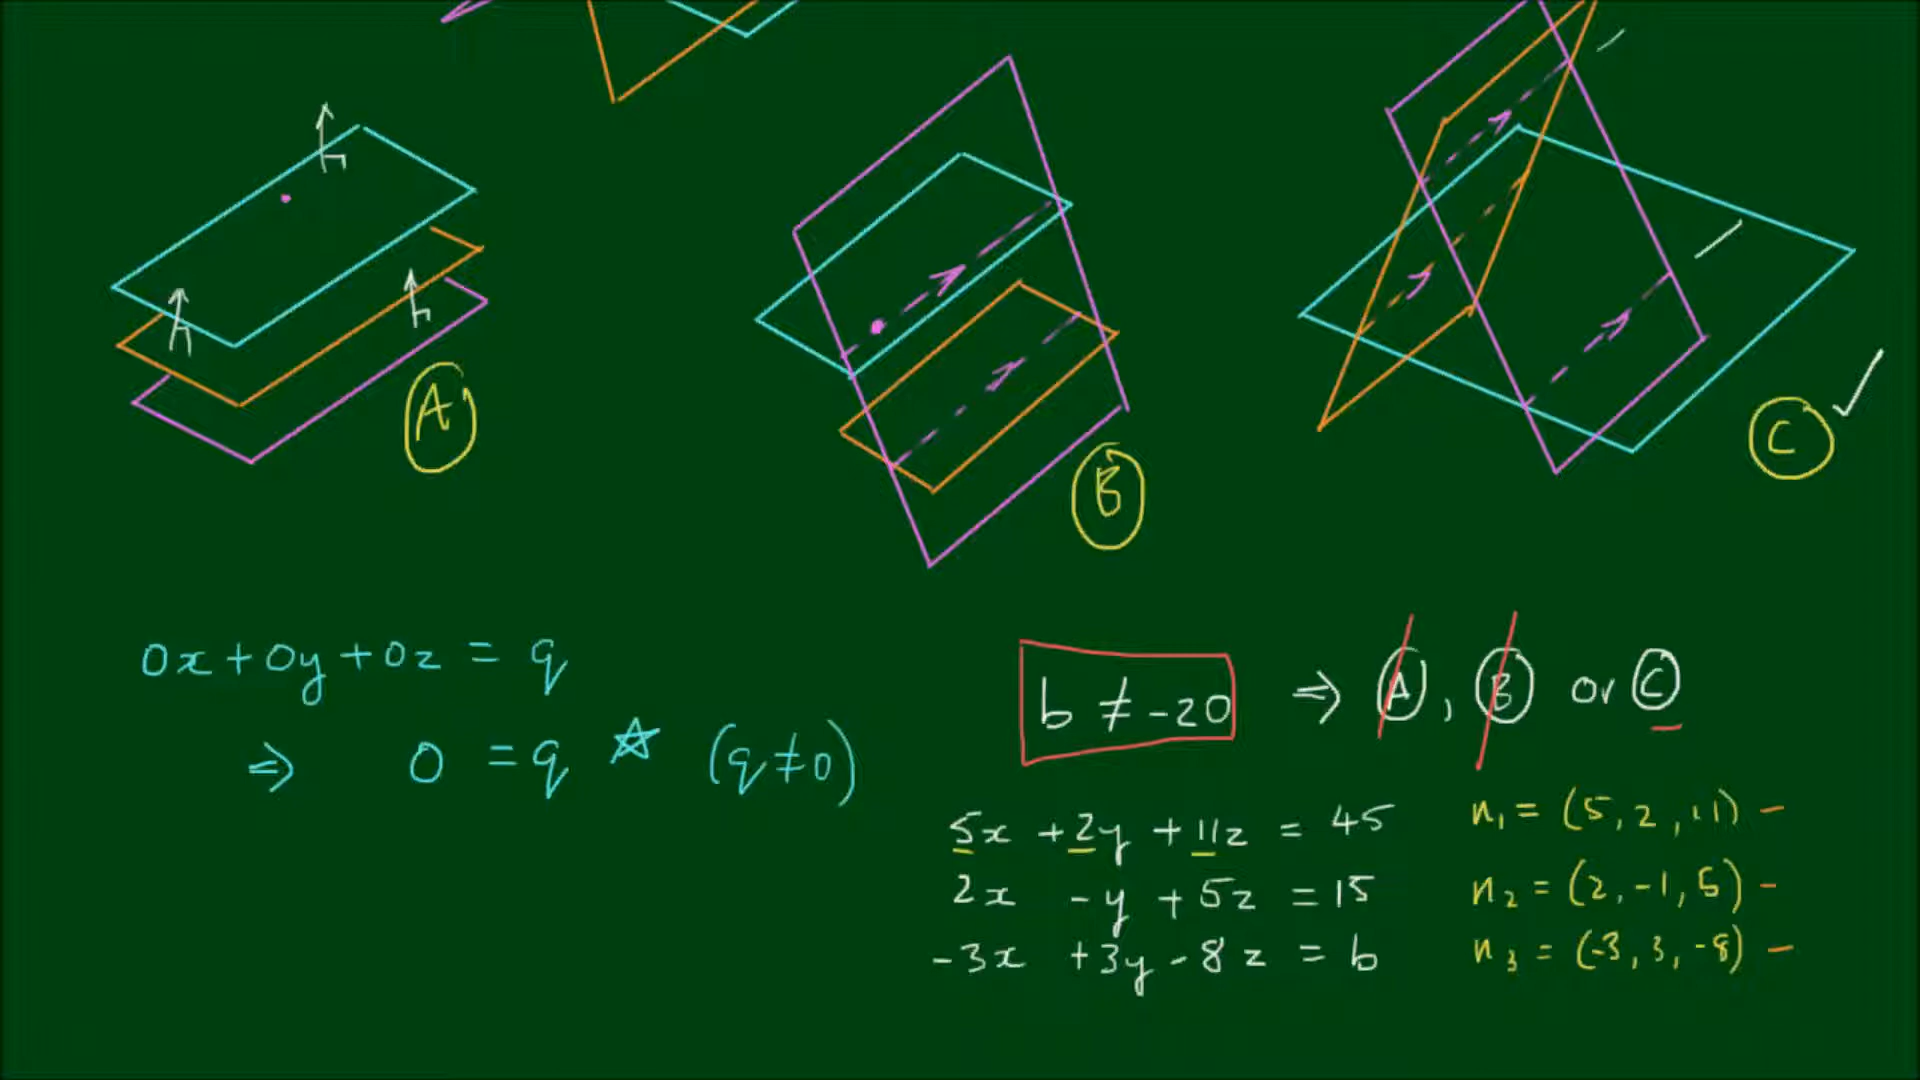 A
B
C ✓
0x + 0y + 0z = q
⇒ 0 = q ☆ (q ≠ 0)
b ≠ -20 ⇒ A, B or C
5x + 2y + 11z = 45
2x - y + 5z = 15
-3x + 3y - 8z = b
n₁ = (5, 2, 11) -
n₂ = (2, -1, 5) -
n₃ = (-3, 3, -8) -